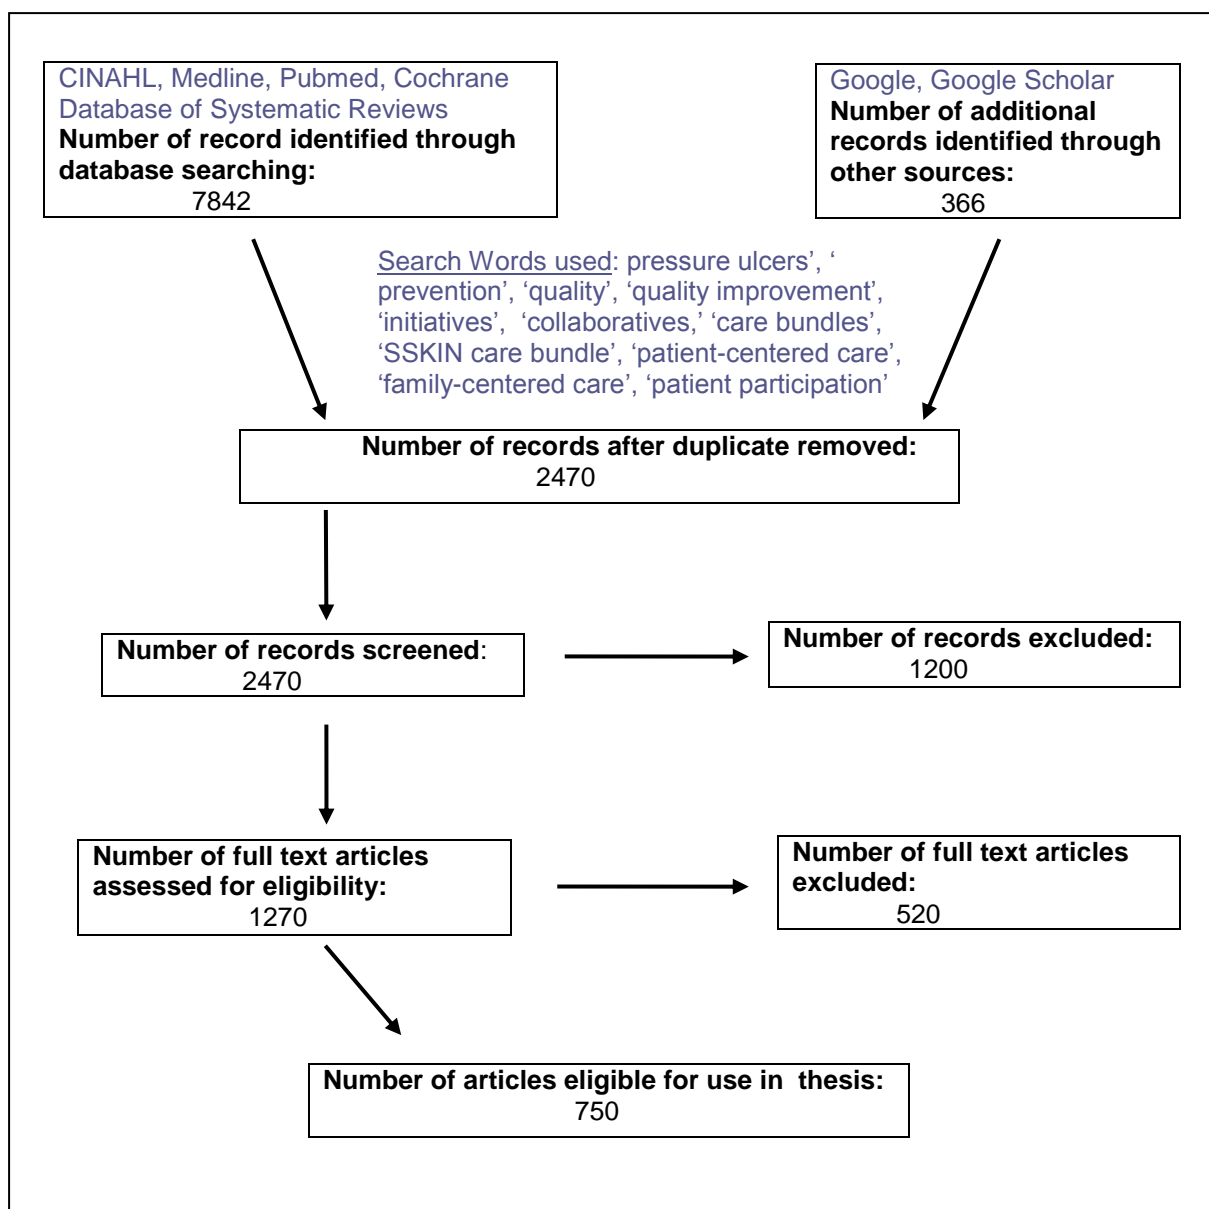 CINAHL, Medline, Pubmed, Cochrane
Database of Systematic Reviews
Number of record identified through
database searching:
7842
Google, Google Scholar
Number of additional
records identified through
other sources:
366
Search Words used: pressure ulcers’, ‘
prevention’, ‘quality’, ‘quality improvement’,
‘initiatives’, ‘collaboratives,’ ‘care bundles’,
‘SSKIN care bundle’, ‘patient-centered care’,
‘family-centered care’, ‘patient participation’
Number of records after duplicate removed:
2470
Number of records screened:
2470
Number of records excluded:
1200
Number of full text articles
assessed for eligibility:
1270
Number of full text articles
excluded:
520
Number of articles eligible for use in thesis:
750